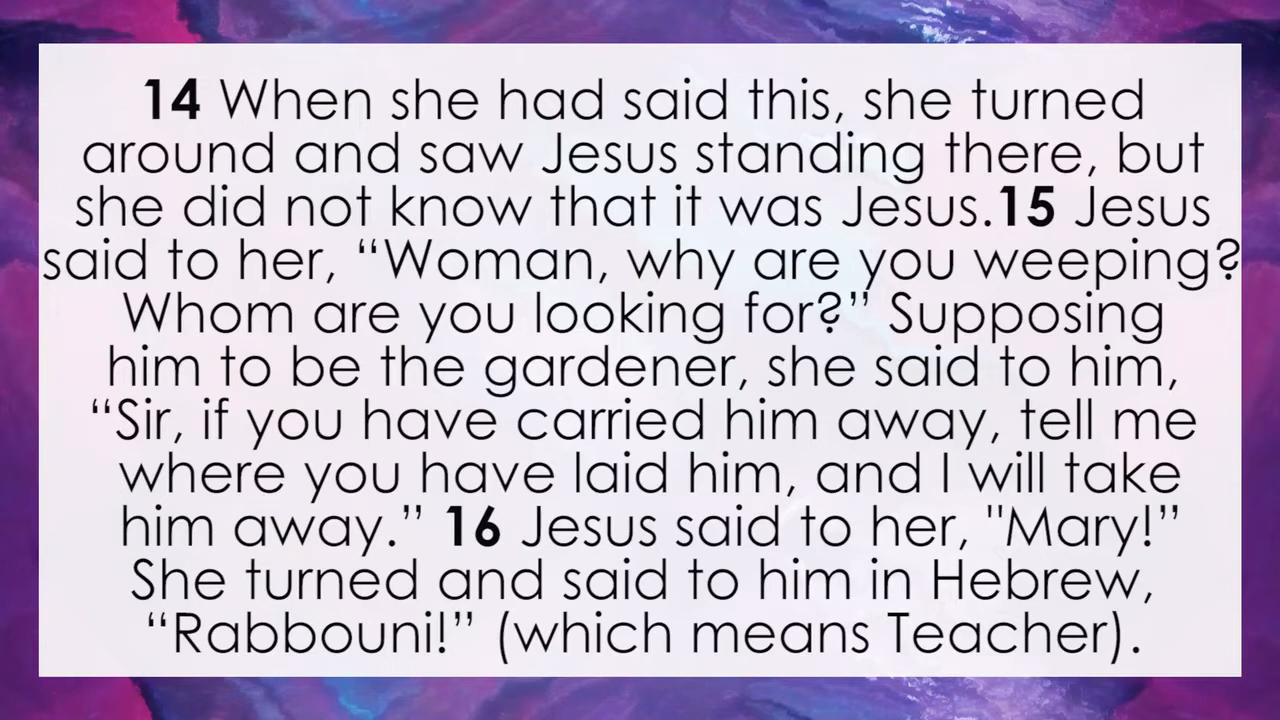 14 When she had said this, she turned
around and saw Jesus standing there, but
she did not know that it was Jesus.15 Jesus
said to her, “Woman, why are you weeping?
Whom are you looking for?” Supposing
him to be the gardener, she said to him,
“Sir, if you have carried him away, tell me
where you have laid him, and I will take
him away.” 16 Jesus said to her, "Mary!”
She turned and said to him in Hebrew,
“Rabbouni!” (which means Teacher).